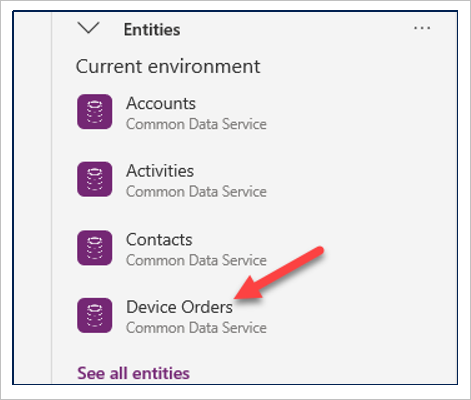 Entities
Current environment
Accounts
Common Data Service
Activities
Common Data Service
Contacts
Common Data Service
Device Orders
Common Data Service
See all entities